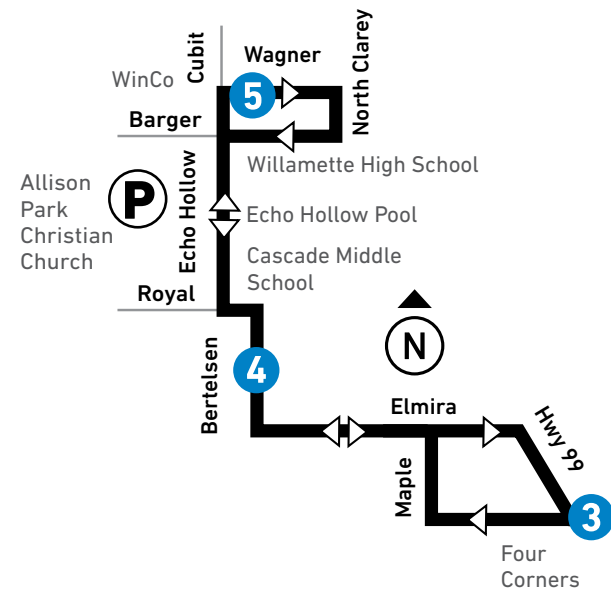 Cubit
Wagner
North Clarey
WinCo
5
Barger
Willamette High School
Allison
Park
Christian
Church
P
Echo Hollow
Echo Hollow Pool
Cascade Middle
School
Royal
N
Bertelsen
4
Elmira
Hwy 99
Maple
3
Four
Corners